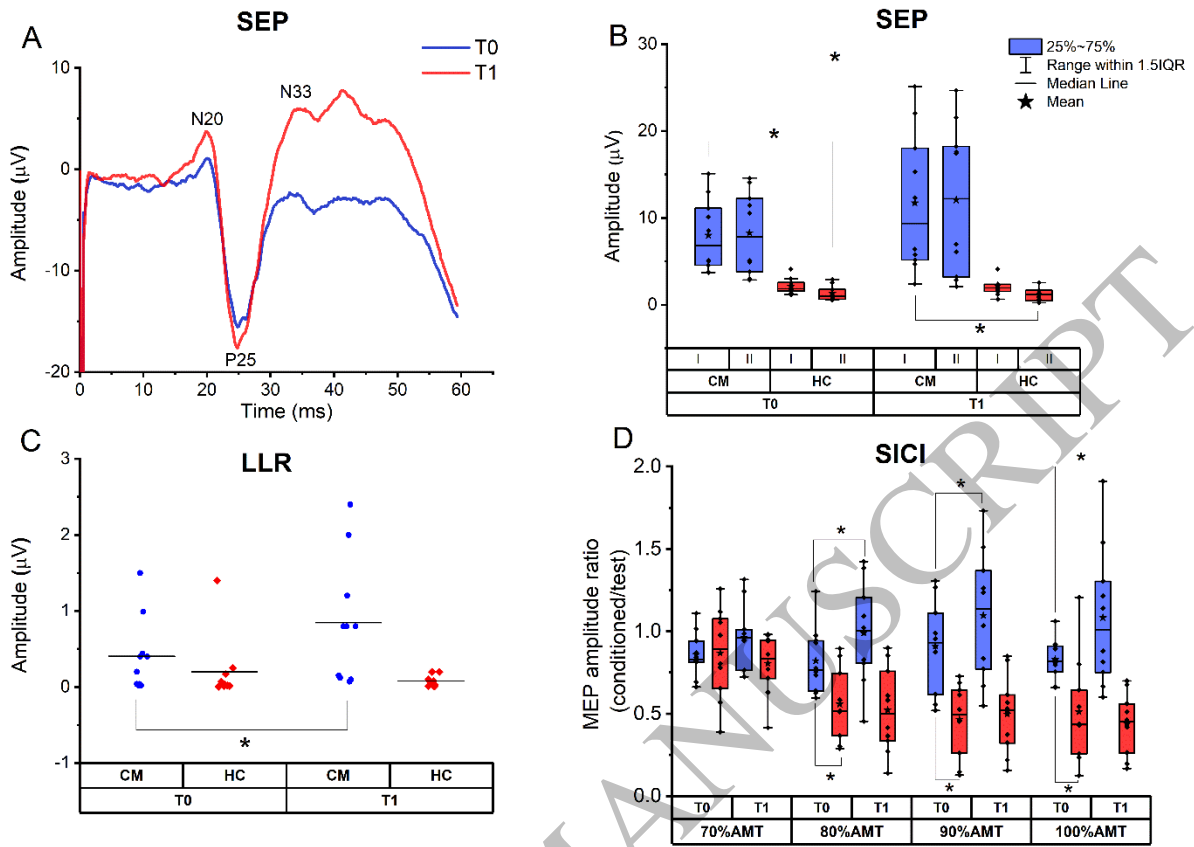 A
SEP
T0
T1
N20
N33
P25
10
0
-10
-20
0 10 20 30 40 50 60
Amplitude (µV)
Time (ms)
B
SEP
25%~75%
Range within 1.5IQR
Median Line
Mean
*
*
*
30
20
10
0
Amplitude (µV)
I II I II I II I II
CM HC CM HC
T0 T1
C
LLR
3
2
1
0
-1
Amplitude (µV)
*
CM HC CM HC
T0 T1
D
SICI
2.0
1.5
1.0
0.5
0.0
MEP amplitude ratio
(conditioned/test)
* * *
* * *
T0 T1 T0 T1 T0 T1 T0 T1
70%AMT 80%AMT 90%AMT 100%AMT
MANUSCRIPT